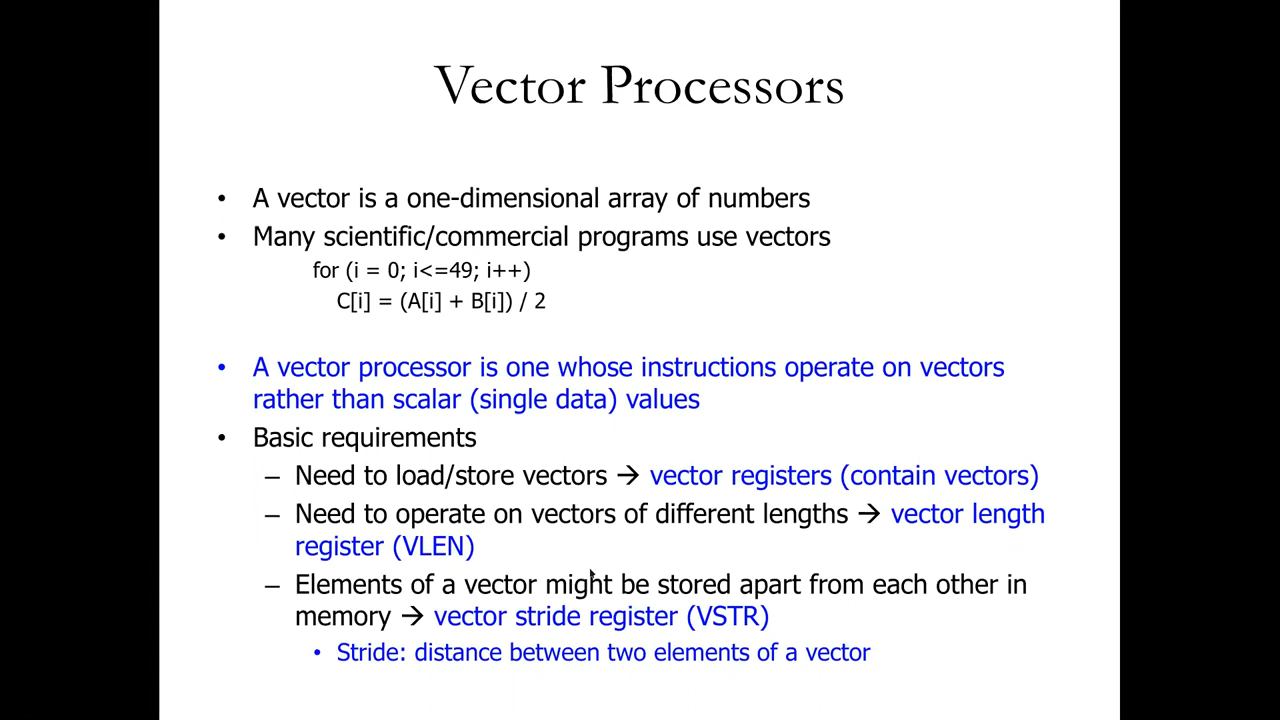 Vector Processors
• A vector is a one-dimensional array of numbers
• Many scientific/commercial programs use vectors
for (i = 0; i<=49; i++)
C[i] = (A[i] + B[i]) / 2
• A vector processor is one whose instructions operate on vectors
rather than scalar (single data) values
• Basic requirements
– Need to load/store vectors → vector registers (contain vectors)
– Need to operate on vectors of different lengths → vector length
register (VLEN)
– Elements of a vector might be stored apart from each other in
memory → vector stride register (VSTR)
• Stride: distance between two elements of a vector